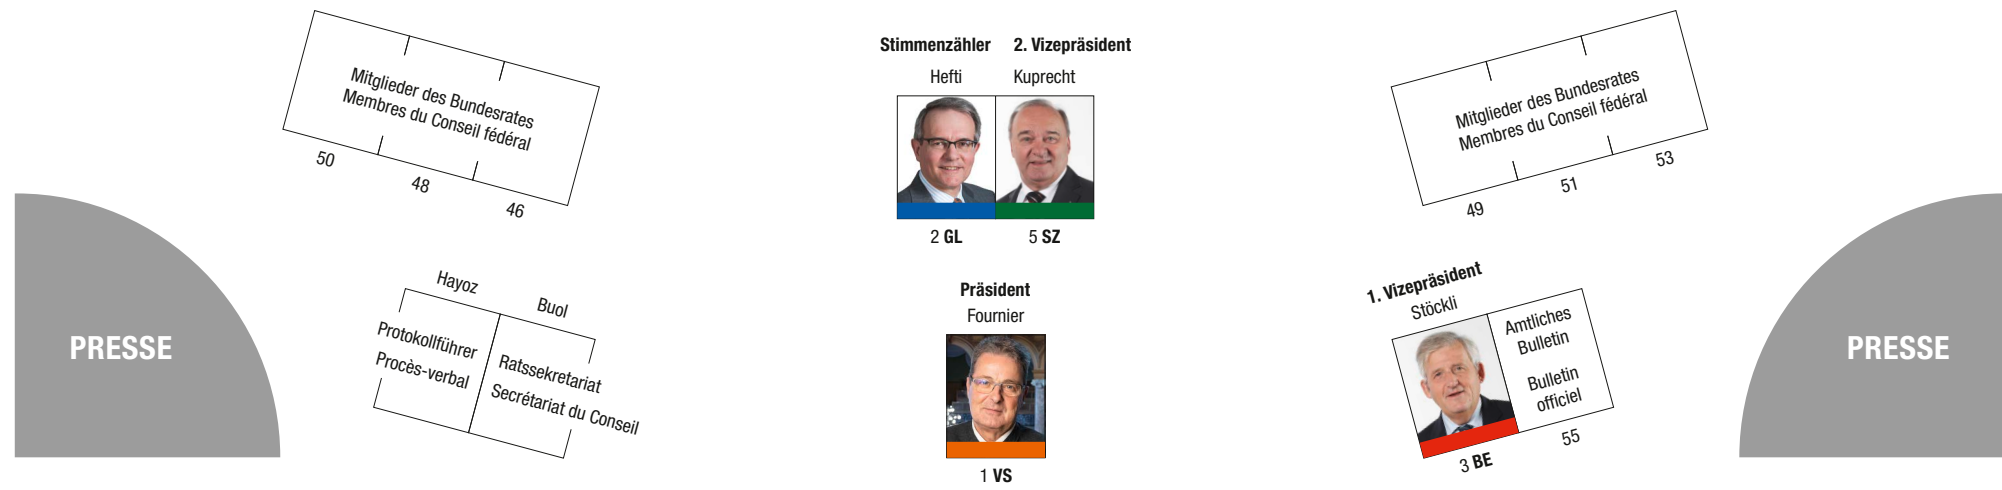 Mitglieder des Bundesrates
Membres du Conseil fédéral
50
48
46
Stimmenzähler
Hefti
2 GL
2. Vizepräsident
Kuprecht
5 SZ
Mitglieder des Bundesrates
Membres du Conseil fédéral
49
51
53
PRESSE
Hayoz
Protokollführer
Procès-verbal
Buol
Ratssekretariat
Secrétariat du Conseil
Präsident
Fournier
1 VS
1. Vizepräsident
Stöckli
3 BE
Amtliches
Bulletin
Bulletin
officiel
55
PRESSE